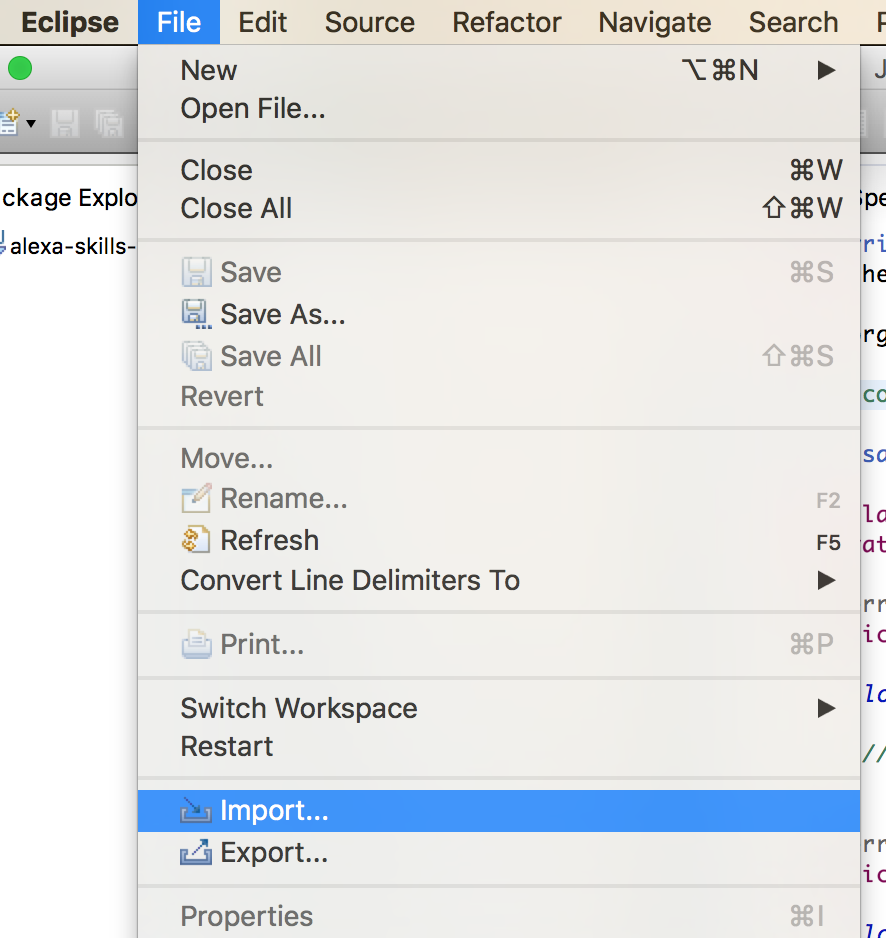 Eclipse File Edit Source Refactor Navigate Search
New ⌥⌘N ▶
Open File...
Close ⌘W
ckage Explo
Close All ⇧⌘W
alexa-skills-
Save ⌘S
Save As...
Save All ⇧⌘S
Revert
Move...
Rename... F2
Refresh F5
Convert Line Delimiters To ▶
Print... ⌘P
Switch Workspace ▶
Restart
//
Import...
Export...
Properties ⌘I